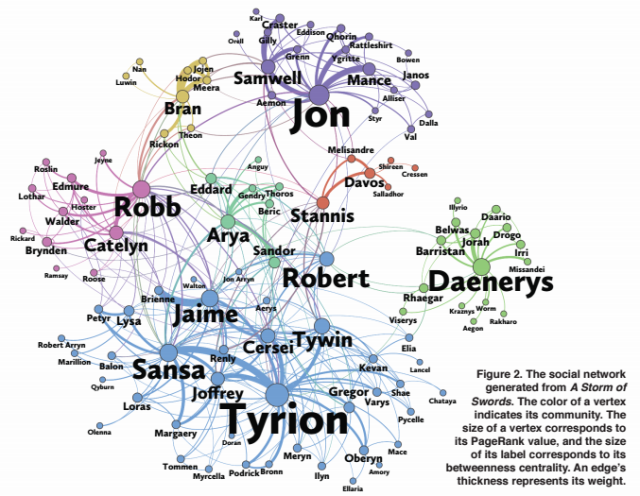 Karl
Craster
Orell
Gilly
Eddison
Qhorin
Rattleshirt
Grenn
Ygritte
Bowen
Nan
Jojen
Luwin
Hodor
Meera
Samwell
Mance
Janos
Bran
Aemon
Jon
Alliser
Styr
Dalla
Val
Theon
Rickon
Melisandre
Jeyne
Roslin
Edmure
Anguy
Shireen
Cressen
Davos
Salladhor
Lothar
Hoster
Robb
Eddard
Gendry
Thoros
Beric
Stannis
Walder
Illyrio
Daario
Rickard
Catelyn
Arya
Belwas
Drogo
Brynden
Sandor
Barristan
Jorah
Irri
Missandei
Ramsay
Roose
Walton
Joe Arryn
Robert
Daenerys
Brienne
Rhaegar
Petyr
Lysa
Jaime
Aerys
Viserys
Kraznys
Worm
Rakharo
Aegon
Robert Arryn
Marillion
Balon
Sansa
Renly
Cersei
Tywin
Elia
Kevan
Lancel
Qyburn
Joffrey
Gregor
Varys
Shae
Chataya
Loras
Tyrion
Pycelle
Olenna
Margaery
Doran
Mace
Tommen
Myrcella
Podrick
Bronn
Meryn
Ilyn
Oberyn
Amory
Ellaria
Figure 2. The social network
generated from A Storm of
Swords. The color of a vertex
indicates its community. The
size of a vertex corresponds to
its PageRank value, and the size
of its label corresponds to its
betweenness centrality. An edge’s
thickness represents its weight.